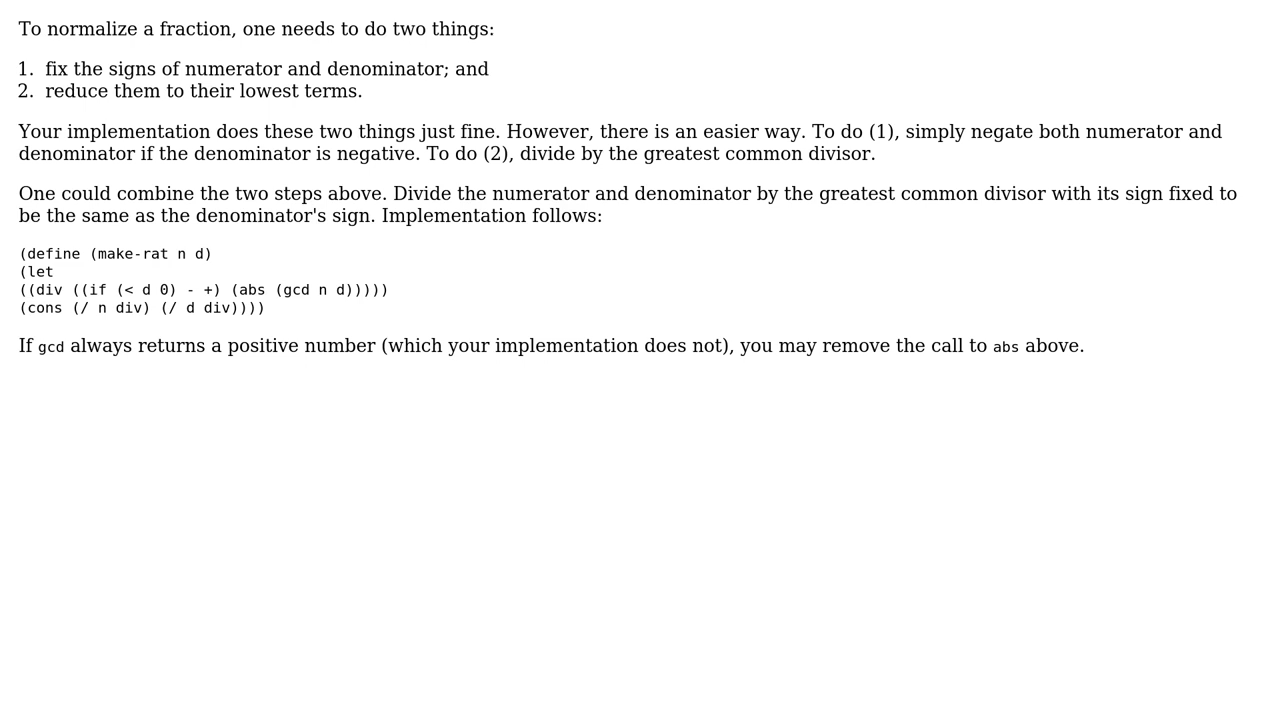 To normalize a fraction, one needs to do two things:
1. fix the signs of numerator and denominator; and
2. reduce them to their lowest terms.
Your implementation does these two things just fine. However, there is an easier way. To do (1), simply negate both numerator and
denominator if the denominator is negative. To do (2), divide by the greatest common divisor.
One could combine the two steps above. Divide the numerator and denominator by the greatest common divisor with its sign fixed to
be the same as the denominator's sign. Implementation follows:
(define (make-rat n d)
(let
((div ((if (< d 0) - +) (abs (gcd n d)))))
(cons (/ n div) (/ d div))))
If gcd always returns a positive number (which your implementation does not), you may remove the call to abs above.